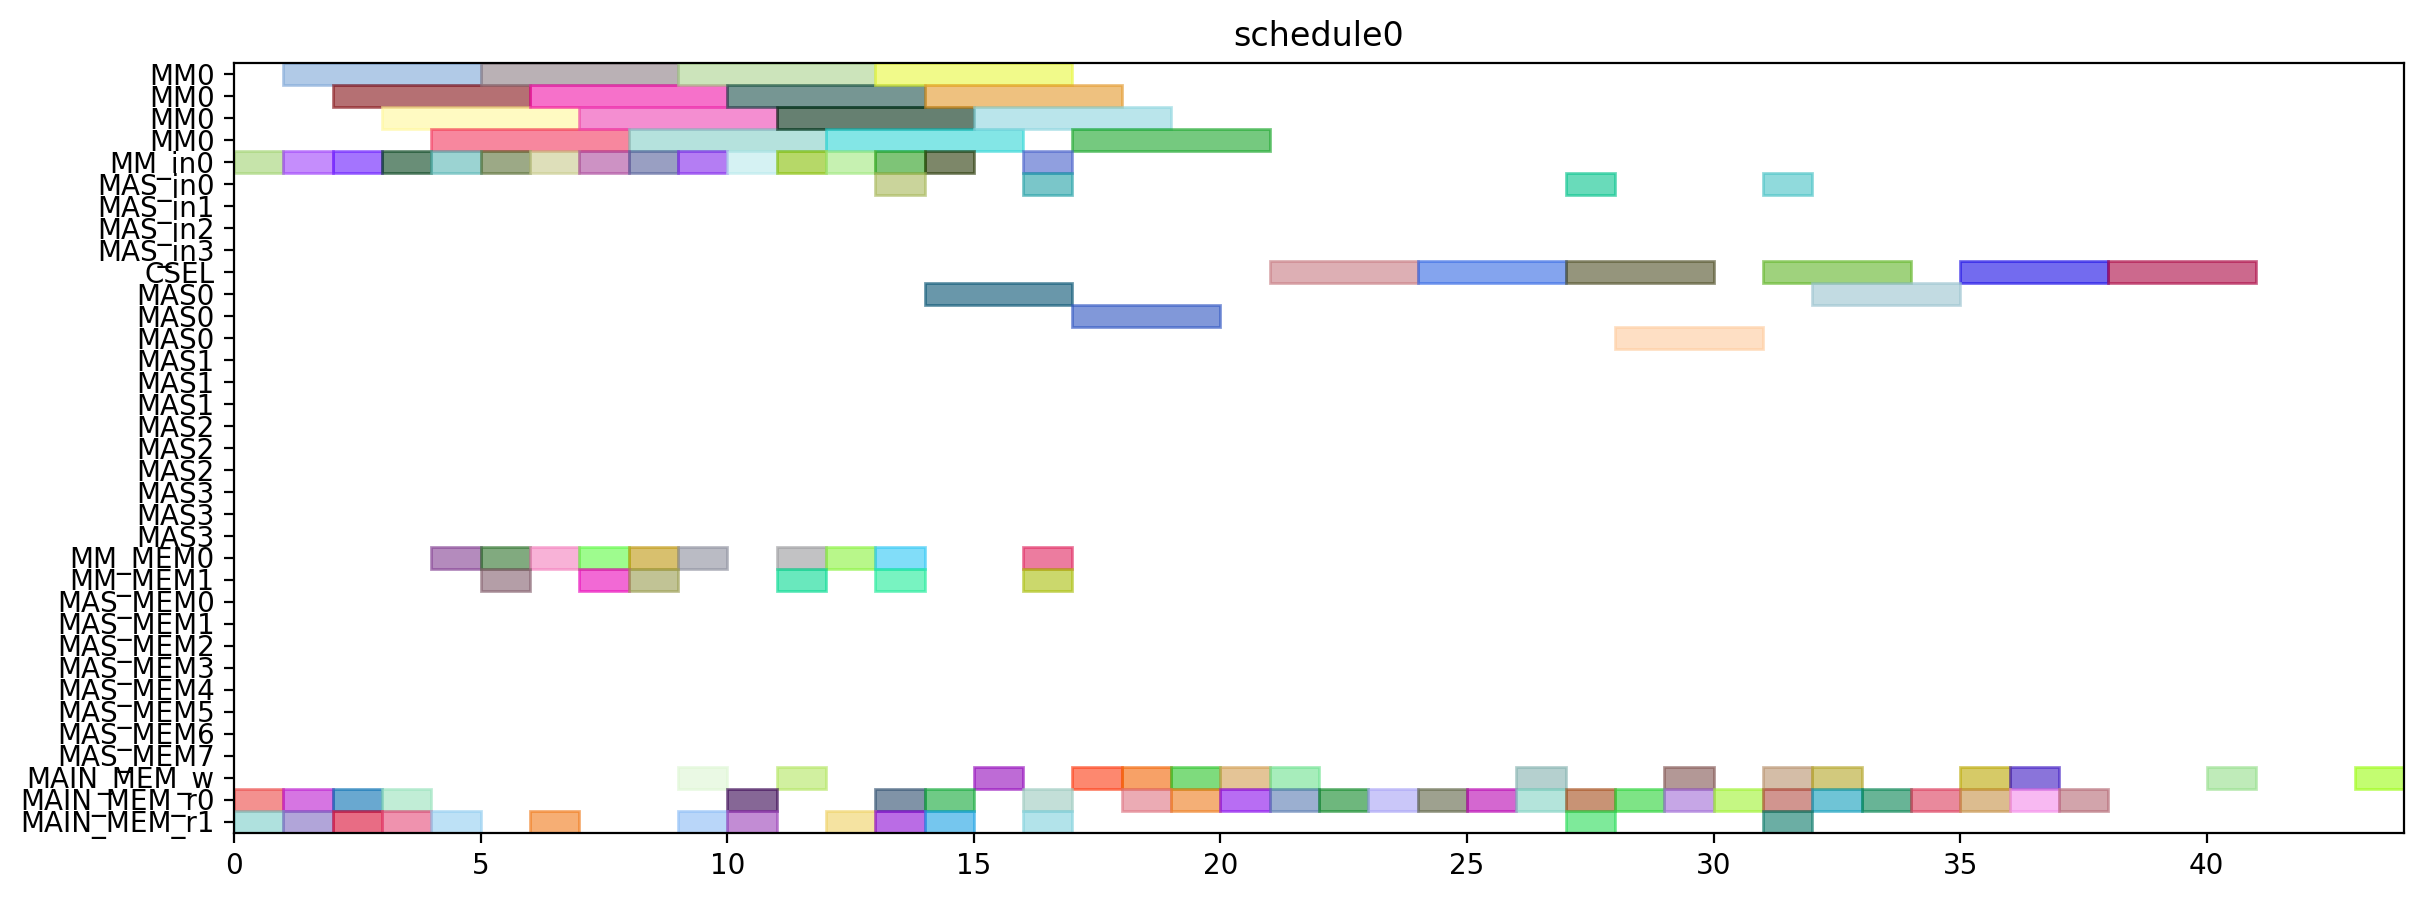 schedule0
MM0
MM0
MM0
MM0
MM_in0
MAS_in0
MAS_in1
MAS_in2
MAS_in3
CSEL
MAS0
MAS0
MAS0
MAS1
MAS1
MAS1
MAS2
MAS2
MAS2
MAS3
MAS3
MAS3
MM_MEM0
MM_MEM1
MAS_MEM0
MAS_MEM1
MAS_MEM2
MAS_MEM3
MAS_MEM4
MAS_MEM5
MAS_MEM6
MAS_MEM7
MAIN_MEM_w
MAIN_MEM_r0
MAIN_MEM_r1
0 5 10 15 20 25 30 35 40